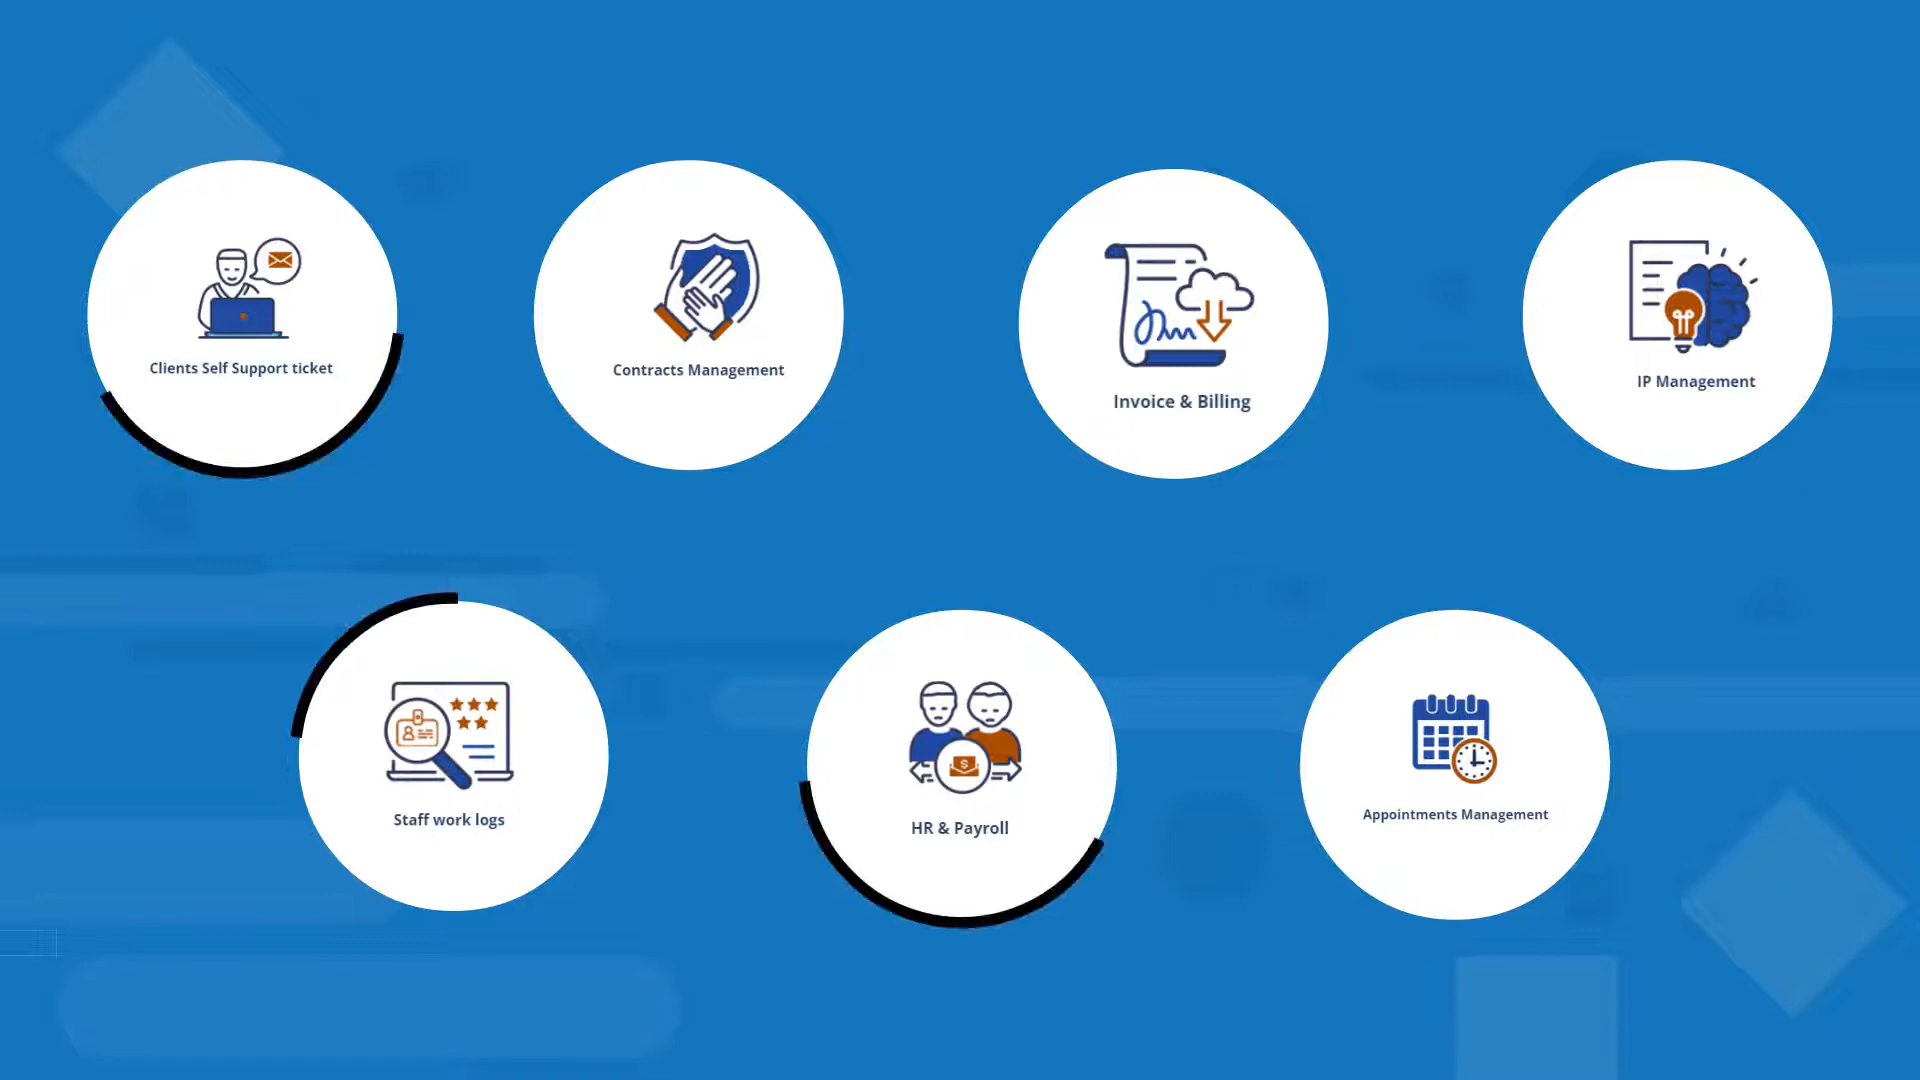 Clients Self Support ticket
Contracts Management
Invoice & Billing
IP Management
Staff work logs
HR & Payroll
Appointments Management